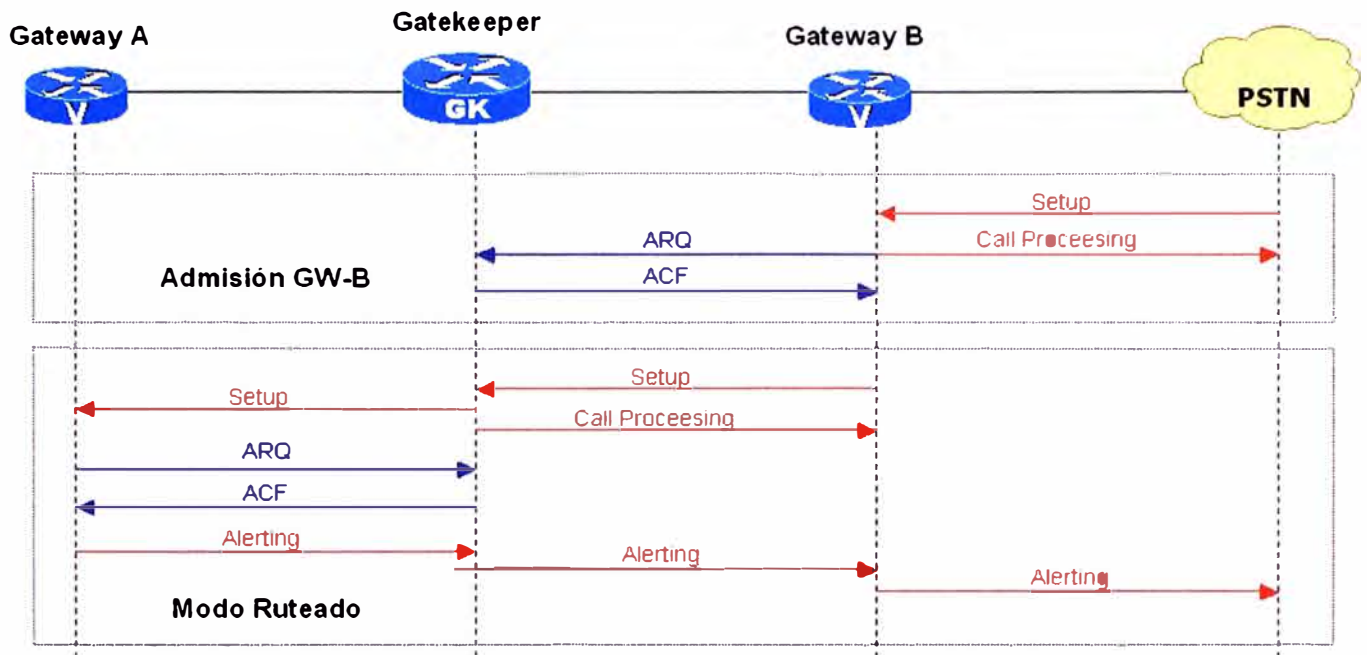 Gateway A
Gatekeeper
Gateway B
V
GK
V
PSTN
Setup
ARQ
Call Proceesing
Admisión GW-B
ACF
Setup
Setup
Call Proceesing
ARQ
ACF
Alerting
Alerting
Alerting
Modo Ruteado